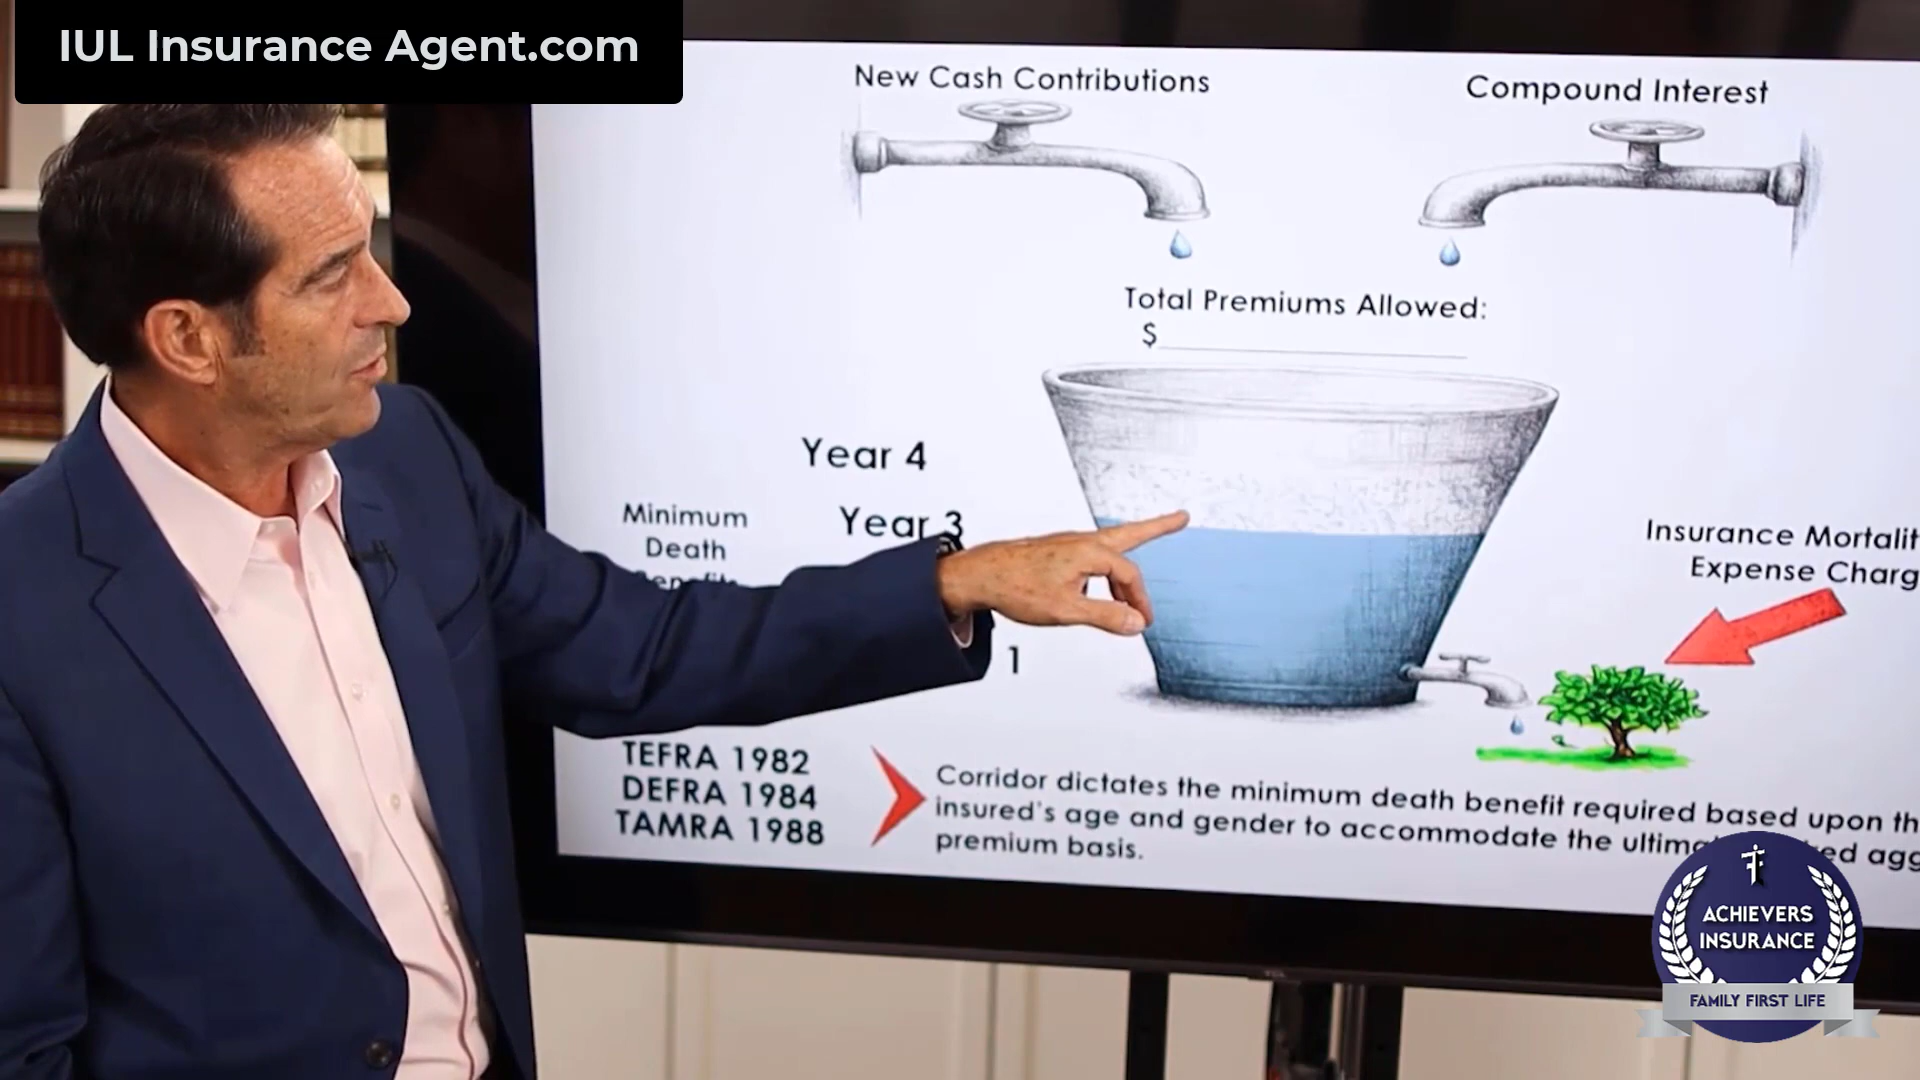 IUL Insurance Agent.com
New Cash Contributions
Compound Interest
Total Premiums Allowed:
$
Year 4
Year 3
Minimum
Death
1
Insurance Mortalit
Expense Charg
TEFRA 1982
DEFRA 1984
TAMRA 1988
Corridor dictates the minimum death benefit required based upon th
insured's age and gender to accommodate the
premium basis.
ACHIEVERS
INSURANCE
FAMILY FIRST LIFE